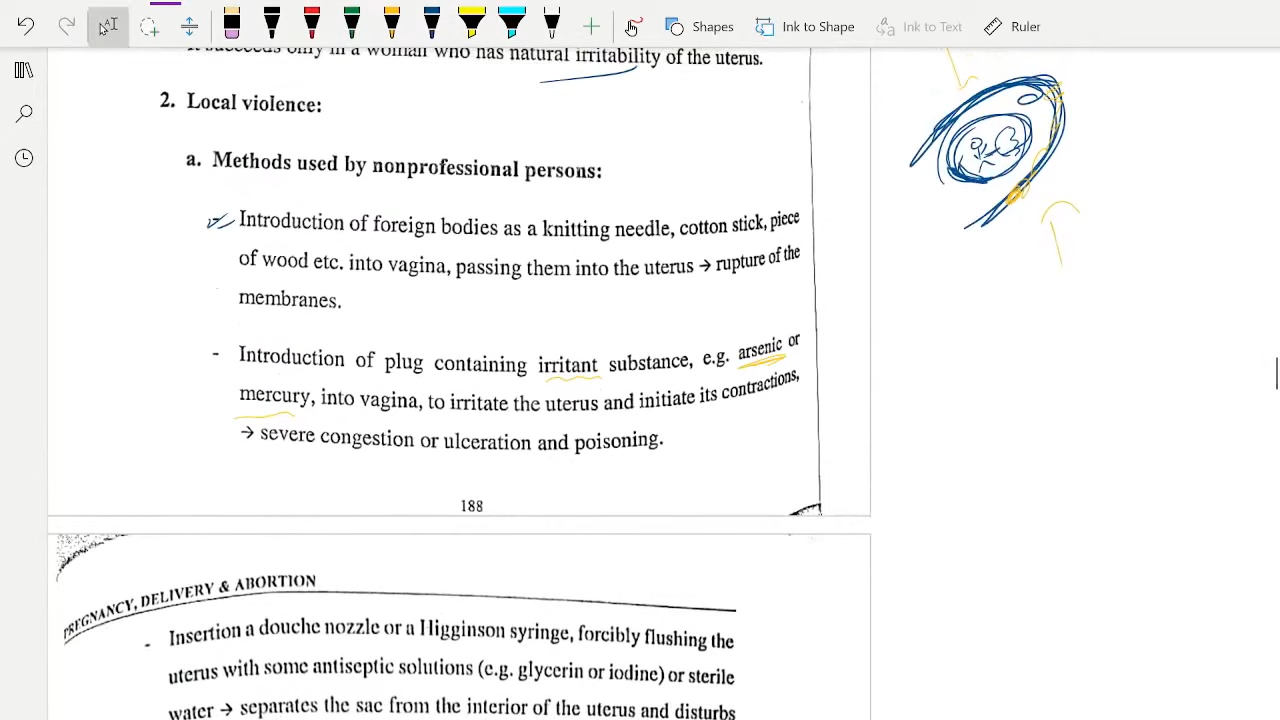 Shapes
Ink to Shape
Ink to Text
Ruler
only in a woman who has natural irritability of the uterus.
2. Local violence:
a. Methods used by nonprofessional persons:
Introduction of foreign bodies as a knitting needle, cotton stick, piece
of wood etc. into vagina, passing them into the uterus → rupture of the
membranes.
- Introduction of plug containing irritant substance, e.g. arsenic or
mercury, into vagina, to irritate the uterus and initiate its contractions,
→ severe congestion or ulceration and poisoning.
188
PREGNANCY, DELIVERY & ABORTION
- Insertion a douche nozzle or a Higginson syringe, forcibly flushing the
uterus with some antiseptic solutions (e.g. glycerin or iodine) or sterile
water → separates the sac from the interior of the uterus and disturbs